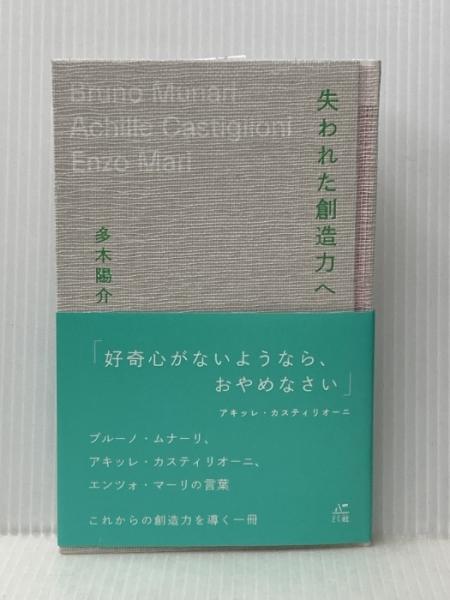 Bruno Munari
Achille Castiglioni
Enzo Mari
失われた創造力へ
多木陽介
「好奇心がないようなら、
おやめなさい」
アキッレ・カスティリオーニ
ブルーノ・ムナーリ、
アキッレ・カスティリオーニ、
エンツォ・マーリの言葉
これからの創造力を導く一冊
どく社